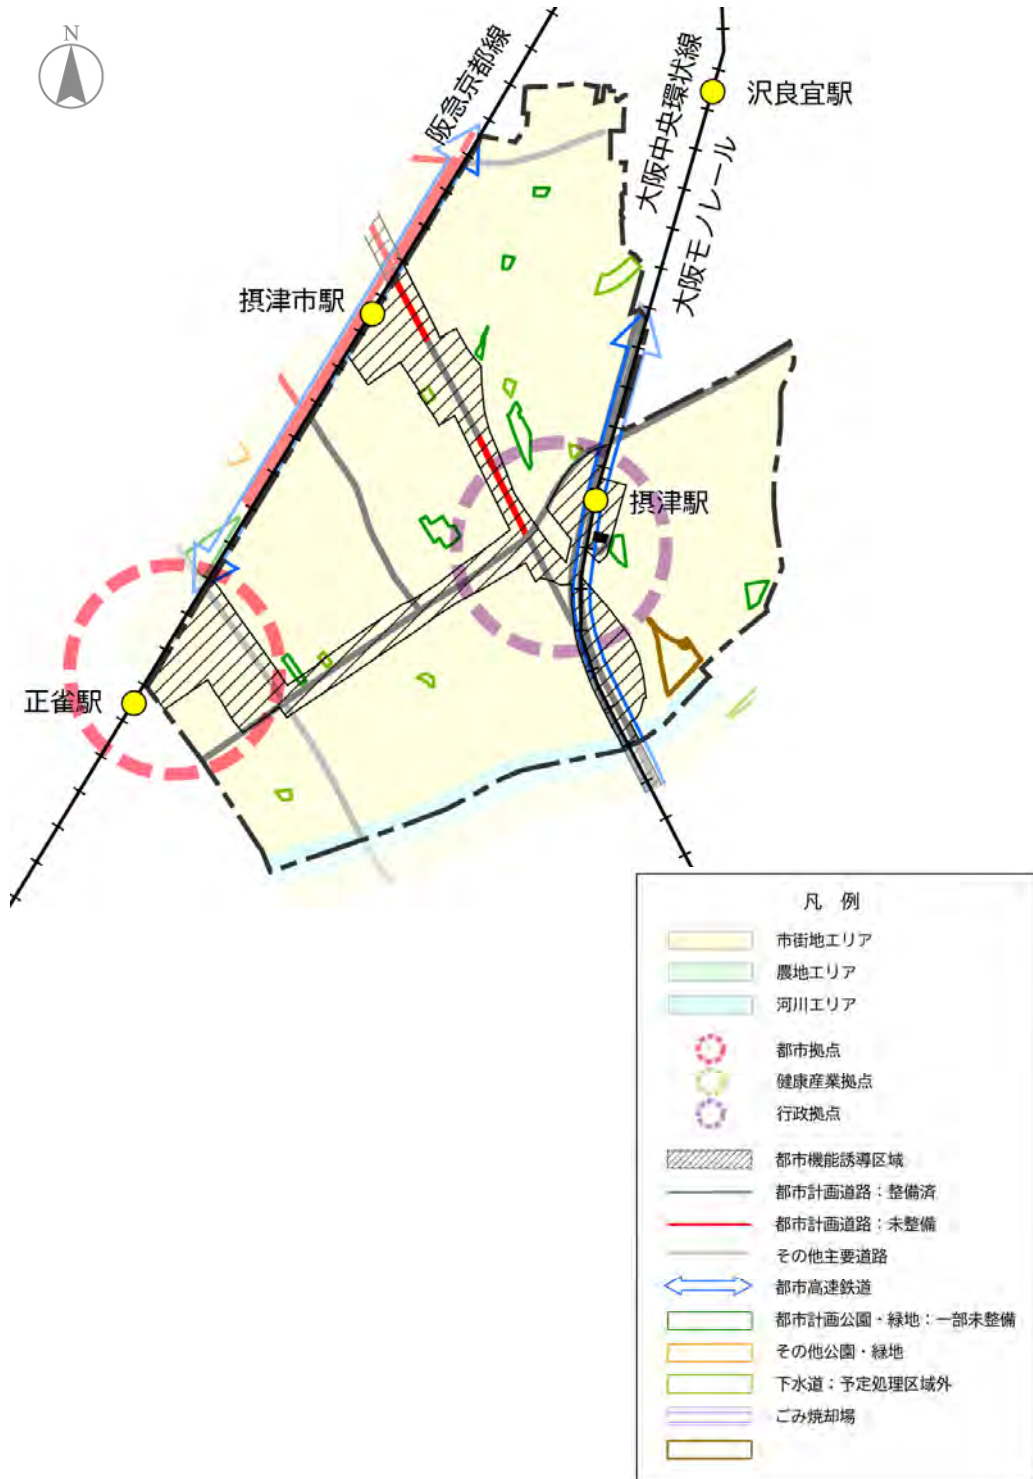 N
阪急京都線
大阪中央環状線
沢良宜駅
大阪モノレール
摂津市駅
摂津駅
正雀駅
凡 例
市街地エリア
農地エリア
河川エリア
都市拠点
健康産業拠点
行政拠点
都市機能誘導区域
都市計画道路：整備済
都市計画道路：未整備
その他主要道路
都市高速鉄道
都市計画公園・緑地：一部未整備
その他公園・緑地
下水道：予定処理区域外
ごみ焼却場